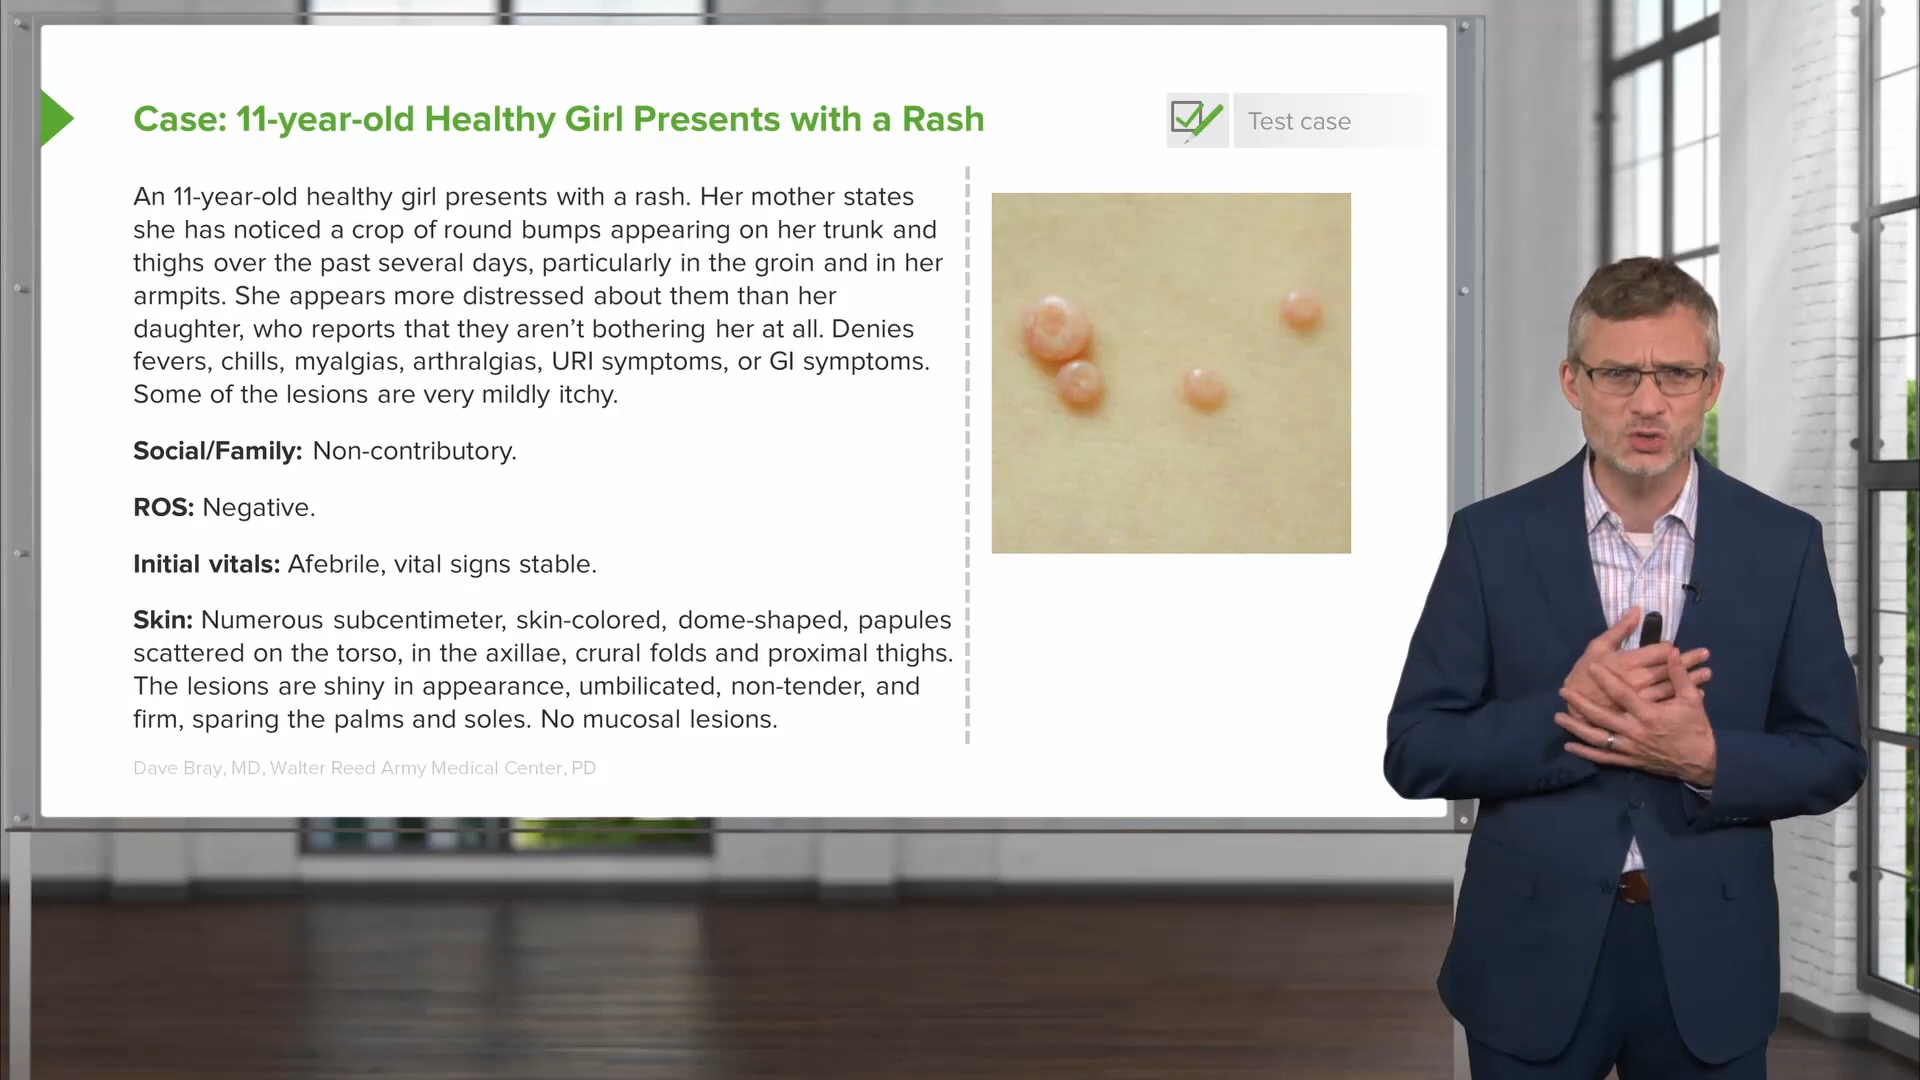 Case: 11-year-old Healthy Girl Presents with a Rash
Test case
An 11-year-old healthy girl presents with a rash. Her mother states
she has noticed a crop of round bumps appearing on her trunk and
thighs over the past several days, particularly in the groin and in her
armpits. She appears more distressed about them than her
daughter, who reports that they aren’t bothering her at all. Denies
fevers, chills, myalgias, arthralgias, URI symptoms, or GI symptoms.
Some of the lesions are very mildly itchy.
Social/Family: Non-contributory.
ROS: Negative.
Initial vitals: Afebrile, vital signs stable.
Skin: Numerous subcentimeter, skin-colored, dome-shaped, papules
scattered on the torso, in the axillae, crural folds and proximal thighs.
The lesions are shiny in appearance, umbilicated, non-tender, and
firm, sparing the palms and soles. No mucosal lesions.
Dave Bray, MD, Walter Reed Army Medical Center, PD